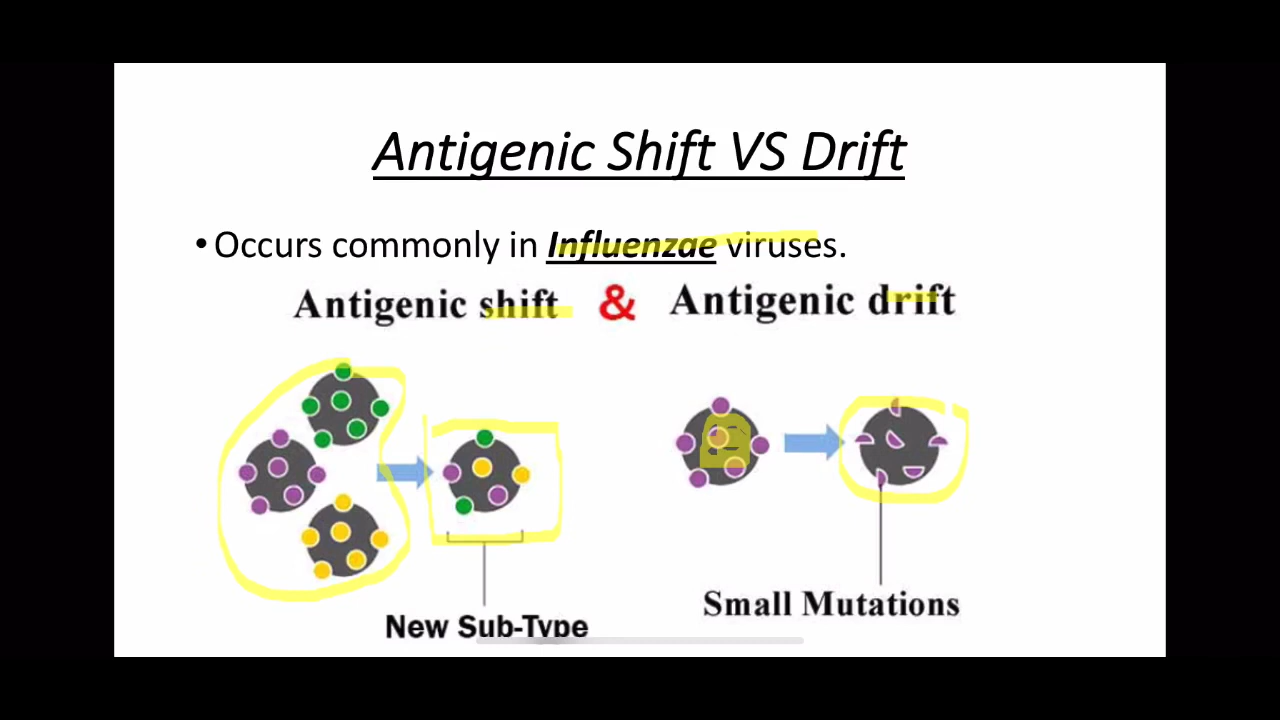 Antigenic Shift VS Drift
• Occurs commonly in Influenzae viruses.
Antigenic shift & Antigenic drift
New Sub-Type
Small Mutations